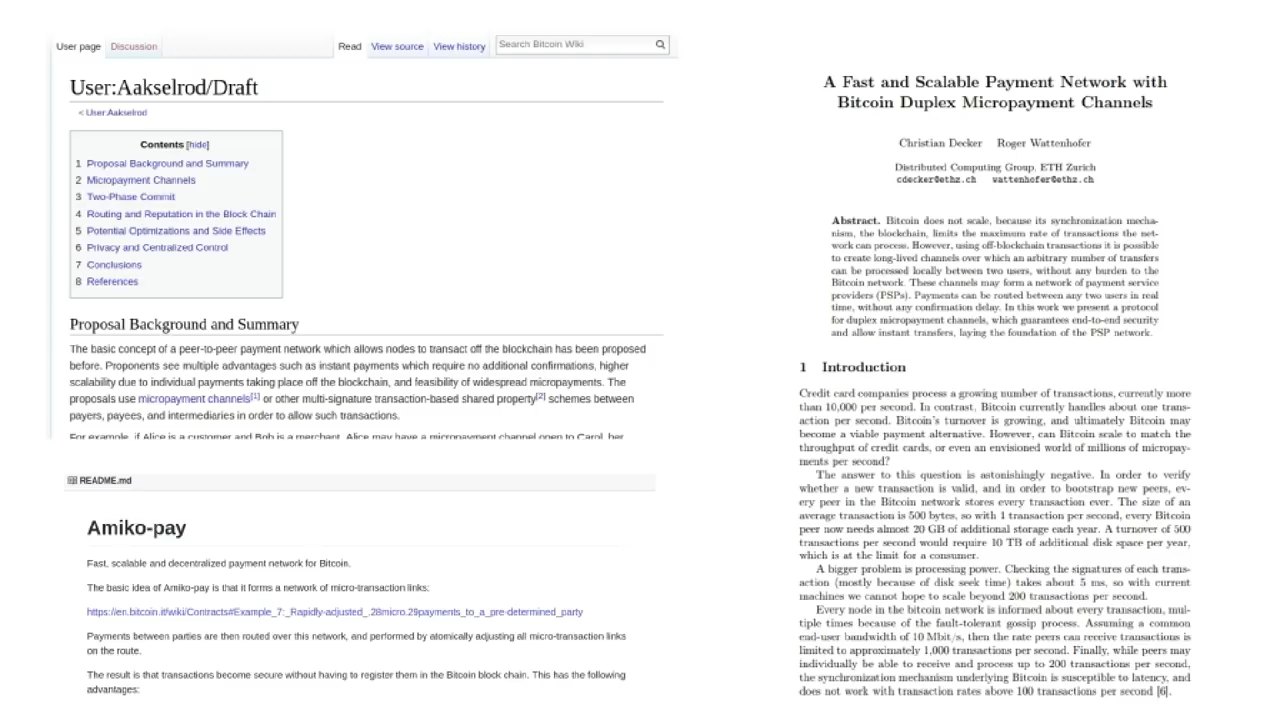 User page Discussion Read View source View history Search Bitcoin Wiki
User:Aakselrod/Draft
< User:Aakselrod
Contents [hide]
1 Proposal Background and Summary
2 Micropayment Channels
3 Two-Phase Commit
4 Routing and Reputation in the Block Chain
5 Potential Optimizations and Side Effects
6 Privacy and Centralized Control
7 Conclusions
8 References
Proposal Background and Summary
The basic concept of a peer-to-peer payment network which allows nodes to transact off the blockchain has been proposed
before. Proponents see multiple advantages such as instant payments which require no additional confirmations, higher
scalability due to individual payments taking place off the blockchain, and feasibility of widespread micropayments. The
proposals use micropayment channels[1] or other multi-signature transaction-based shared property[2] schemes between
payers, payees, and intermediaries in order to allow such transactions.
For example, if Alice is a customer and Bob is a merchant, Alice may have a micropayment channel open to Carol, her
README.md
Amiko-pay
Fast, scalable and decentralized payment network for Bitcoin.
The basic idea of Amiko-pay is that it forms a network of micro-transaction links:
https://en.bitcoin.it/wiki/Contracts#Example_7:_Rapidly-adjusted_.28micro.29payments_to_a_pre-determined_party
Payments between parties are then routed over this network, and performed by atomically adjusting all micro-transaction links
on the route.
The result is that transactions become secure without having to register them in the Bitcoin block chain. This has the following
advantages:
A Fast and Scalable Payment Network with
Bitcoin Duplex Micropayment Channels
Christian Decker Roger Wattenhofer
Distributed Computing Group, ETH Zurich
cdecker@ethz.ch wattenhofer@ethz.ch
Abstract. Bitcoin does not scale, because its synchronization mecha-
nism, the blockchain, limits the maximum rate of transactions the net-
work can process. However, using off-blockchain transactions it is possible
to create long-lived channels over which an arbitrary number of transfers
can be processed locally between two users, without any burden to the
Bitcoin network. These channels may form a network of payment service
providers (PSPs). Payments can be routed between any two users in real
time, without any confirmation delay. In this work we present a protocol
for duplex micropayment channels, which guarantees end-to-end security
and allow instant transfers, laying the foundation of the PSP network.
1 Introduction
Credit card companies process a growing number of transactions, currently more
than 10,000 per second. In contrast, Bitcoin currently handles about one trans-
action per second. Bitcoin's turnover is growing, and ultimately Bitcoin may
become a viable payment alternative. However, can Bitcoin scale to match the
throughput of credit cards, or even an envisioned world of millions of micropay-
ments per second?
The answer to this question is astonishingly negative. In order to verify
whether a new transaction is valid, and in order to bootstrap new peers, ev-
ery peer in the Bitcoin network stores every transaction ever. The size of an
average transaction is 500 bytes, so with 1 transaction per second, every Bitcoin
peer now needs almost 20 GB of additional storage each year. A turnover of 500
transactions per second would require 10 TB of additional disk space per year,
which is at the limit for a consumer.
A bigger problem is processing power. Checking the signatures of each trans-
action (mostly because of disk seek time) takes about 5 ms, so with current
machines we cannot hope to scale beyond 200 transactions per second.
Every node in the bitcoin network is informed about every transaction, mul-
tiple times because of the fault-tolerant gossip process. Assuming a common
end-user bandwidth of 10 Mbit/s, then the rate peers can receive transactions is
limited to approximately 1,000 transactions per second. Finally, while peers may
individually be able to receive and process up to 200 transactions per second,
the synchronization mechanism underlying Bitcoin is susceptible to latency, and
does not work with transaction rates above 100 transactions per second [6].